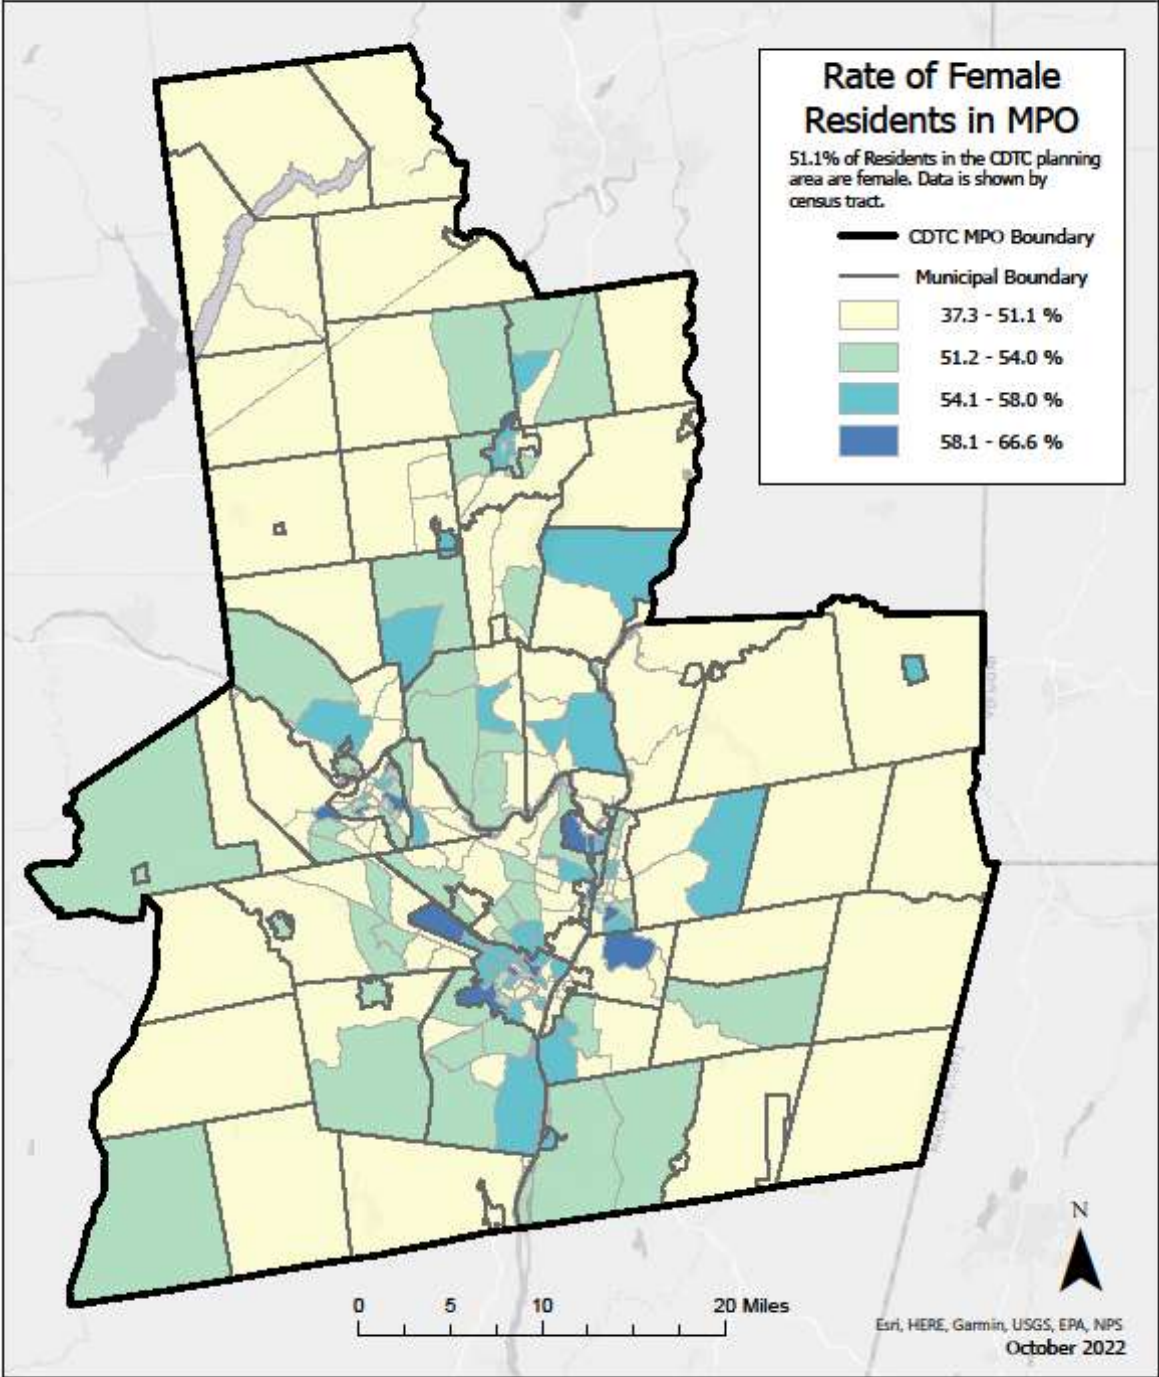 Rate of Female
Residents in MPO
51.1% of Residents in the CDTC planning
area are female. Data is shown by
census tract.
CDTC MPO Boundary
Municipal Boundary
37.3 - 51.1 %
51.2 - 54.0 %
54.1 - 58.0 %
58.1 - 66.6 %
N
0 5 10 20 Miles
Esri, HERE, Garmin, USGS, EPA, NPS
October 2022